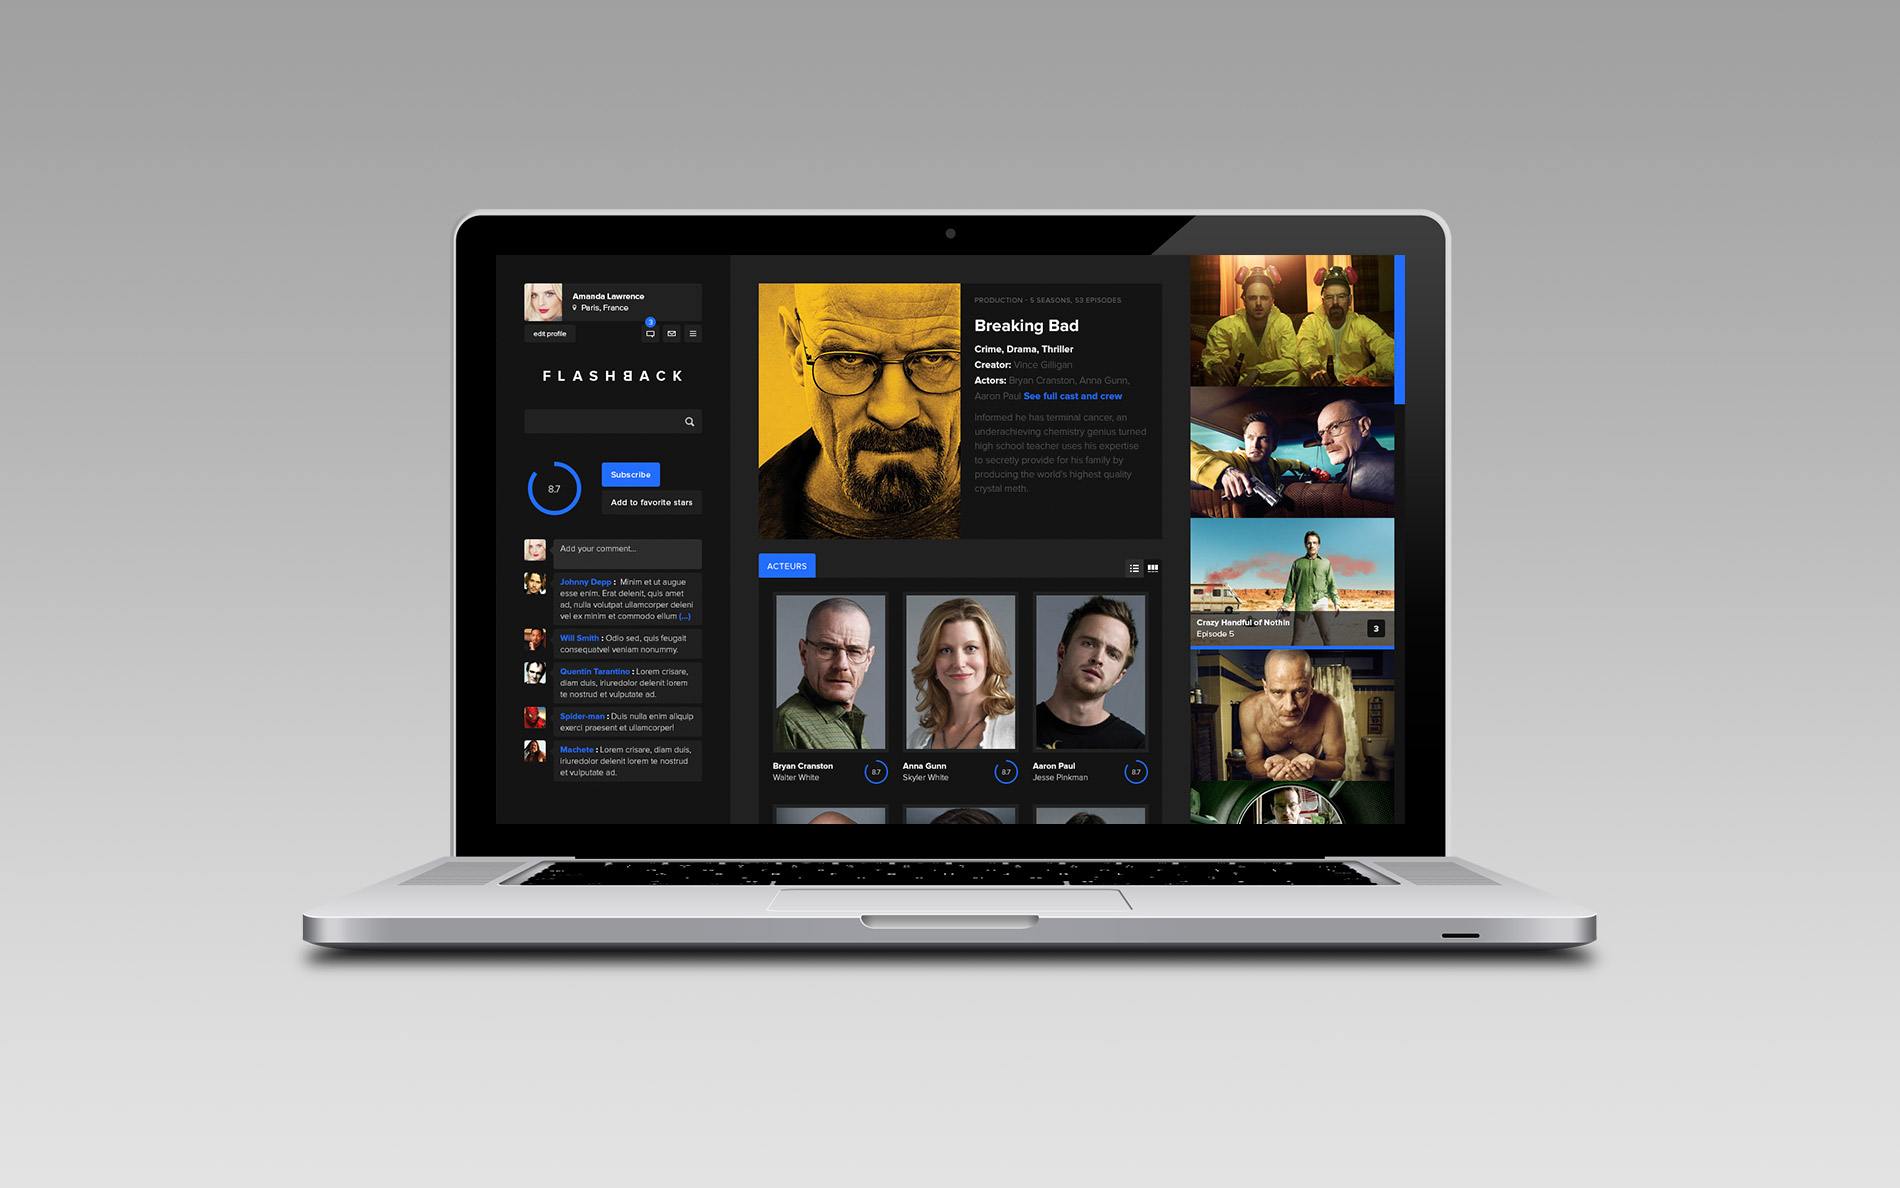 Amanda Lawrence
Paris, France
3
edit profile
FLASHBACK
8.7
Subscribe
Add to favorite stars
Add your comment...
Johnny Depp : Minim et ut augue
esse enim. Erat delenit, quis amet
ad, nulla volutpat ullamcorper deleni
vel ex minim et commodo ellum (...)
Will Smith : Odio sed, quis feugait
consequatvel veniam nonummy.
Quentin Tarantino : Lorem crisare,
diam duis, iriuredolor delenit lorem
te nostrud et vulputate ad.
Spider-man : Duis nulla enim aliquip
exerci praesent et ullamcorper!
Machete : Lorem crisare, diam duis,
iriuredolor delenit lorem te nostrud
et vulputate ad.
PRODUCTION - 5 SEASONS, 53 EPISODES
Breaking Bad
Crime, Drama, Thriller
Creator: Vince Gilligan
Actors: Bryan Cranston, Anna Gunn,
Aaron Paul See full cast and crew
Informed he has terminal cancer, an
underachieving chemistry genius turned
high school teacher uses his expertise
to secretly provide for his family by
producing the world's highest quality
crystal meth.
ACTEURS
Bryan Cranston
Walter White
8.7
Anna Gunn
Skyler White
8.7
Aaron Paul
Jesse Pinkman
8.7
Crazy Handful of Nothin
Episode 5
3